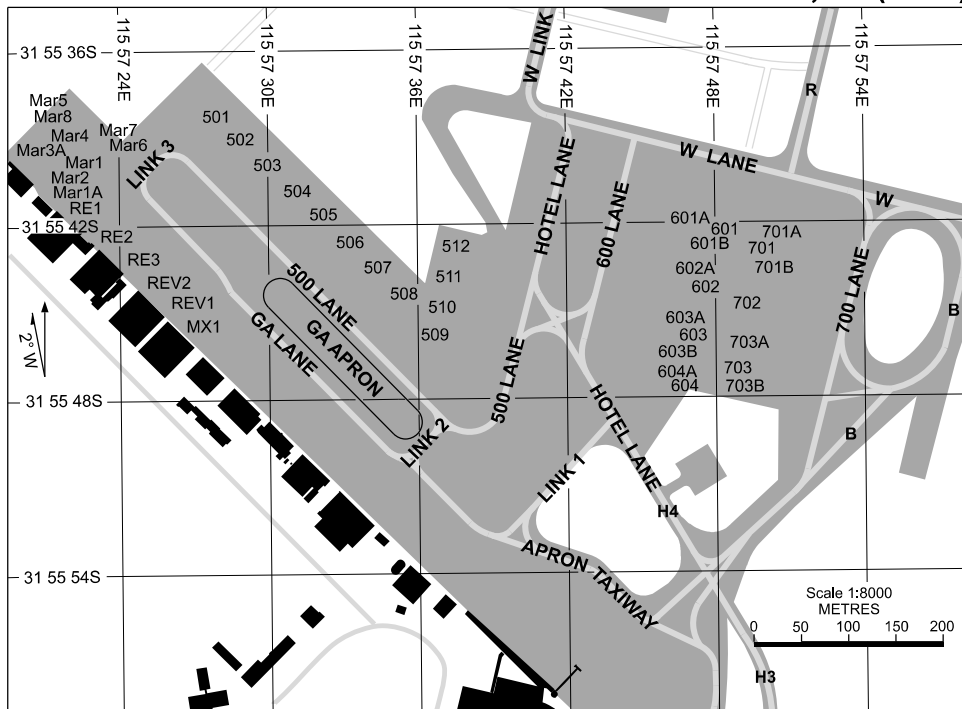 115 57 24E
115 57 30E
115 57 36E
115 57 42E
115 57 48E
115 57 54E
31 55 36S
31 55 42S
31 55 48S
31 55 54S
W LINK
R
Mar5
Mar8
Mar4
Mar7
Mar6
Mar3A
Mar1
Mar2
Mar1A
RE1
RE2
RE3
REV2
REV1
MX1
LINK 3
501
502
503
504
505
506
507
508
509
510
511
512
HOTEL LANE
600 LANE
W LANE
W
601A
601
601B
602A
602
603A
603
603B
604A
604
701A
701
701B
702
703A
703
703B
700 LANE
B
B
500 LANE
GA APRON
GA LANE
500 LANE
LINK 2
HOTEL LANE
LINK 1
H4
APRON TAXIWAY
H3
2° W
Scale 1:8000
METRES
0 50 100 150 200